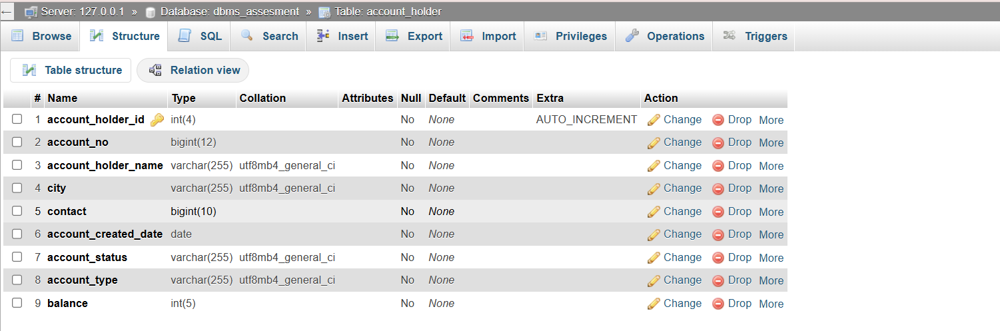 ← Server: 127.0.0.1 » Database: dbms_assesment » Table: account_holder
Browse Structure SQL Search Insert Export Import Privileges Operations Triggers
Table structure Relation view
# Name Type Collation Attributes Null Default Comments Extra Action
1 account_holder_id int(4) No None AUTO_INCREMENT Change Drop More
2 account_no bigint(12) No None Change Drop More
3 account_holder_name varchar(255) utf8mb4_general_ci No None Change Drop More
4 city varchar(255) utf8mb4_general_ci No None Change Drop More
5 contact bigint(10) No None Change Drop More
6 account_created_date date No None Change Drop More
7 account_status varchar(255) utf8mb4_general_ci No None Change Drop More
8 account_type varchar(255) utf8mb4_general_ci No None Change Drop More
9 balance int(5) No None Change Drop More